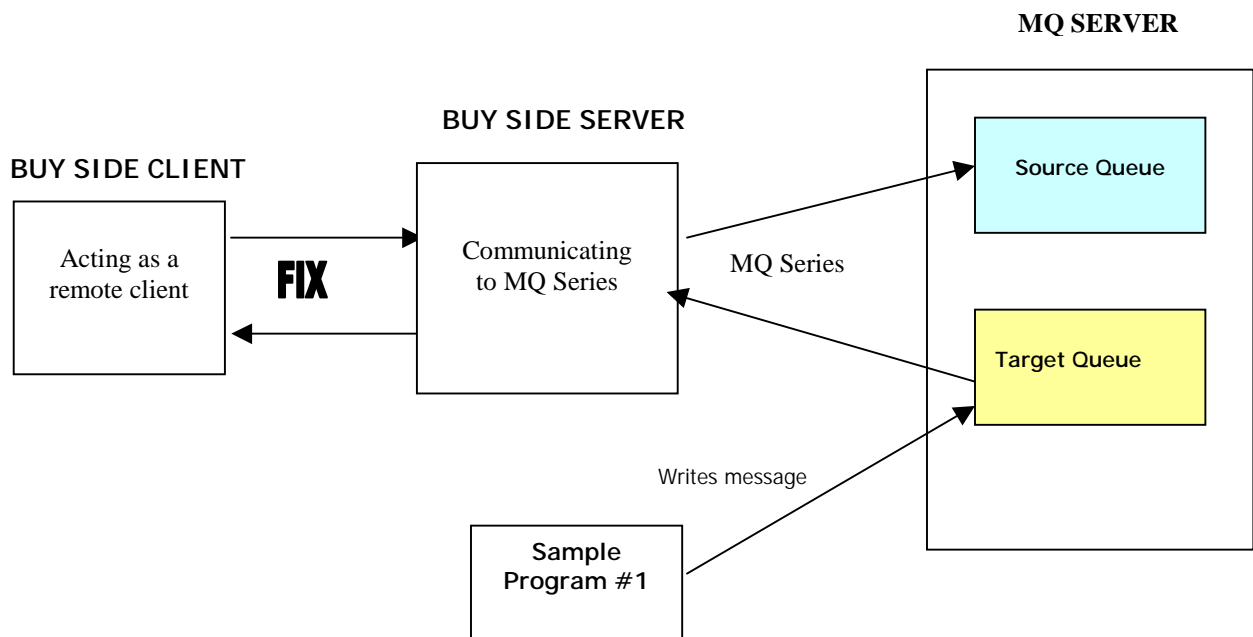 MQ SERVER
BUY SIDE SERVER
BUY SIDE CLIENT
Source Queue
Acting as a
remote client
FIX
Communicating
to MQ Series
MQ Series
Target Queue
Writes message
Sample
Program #1